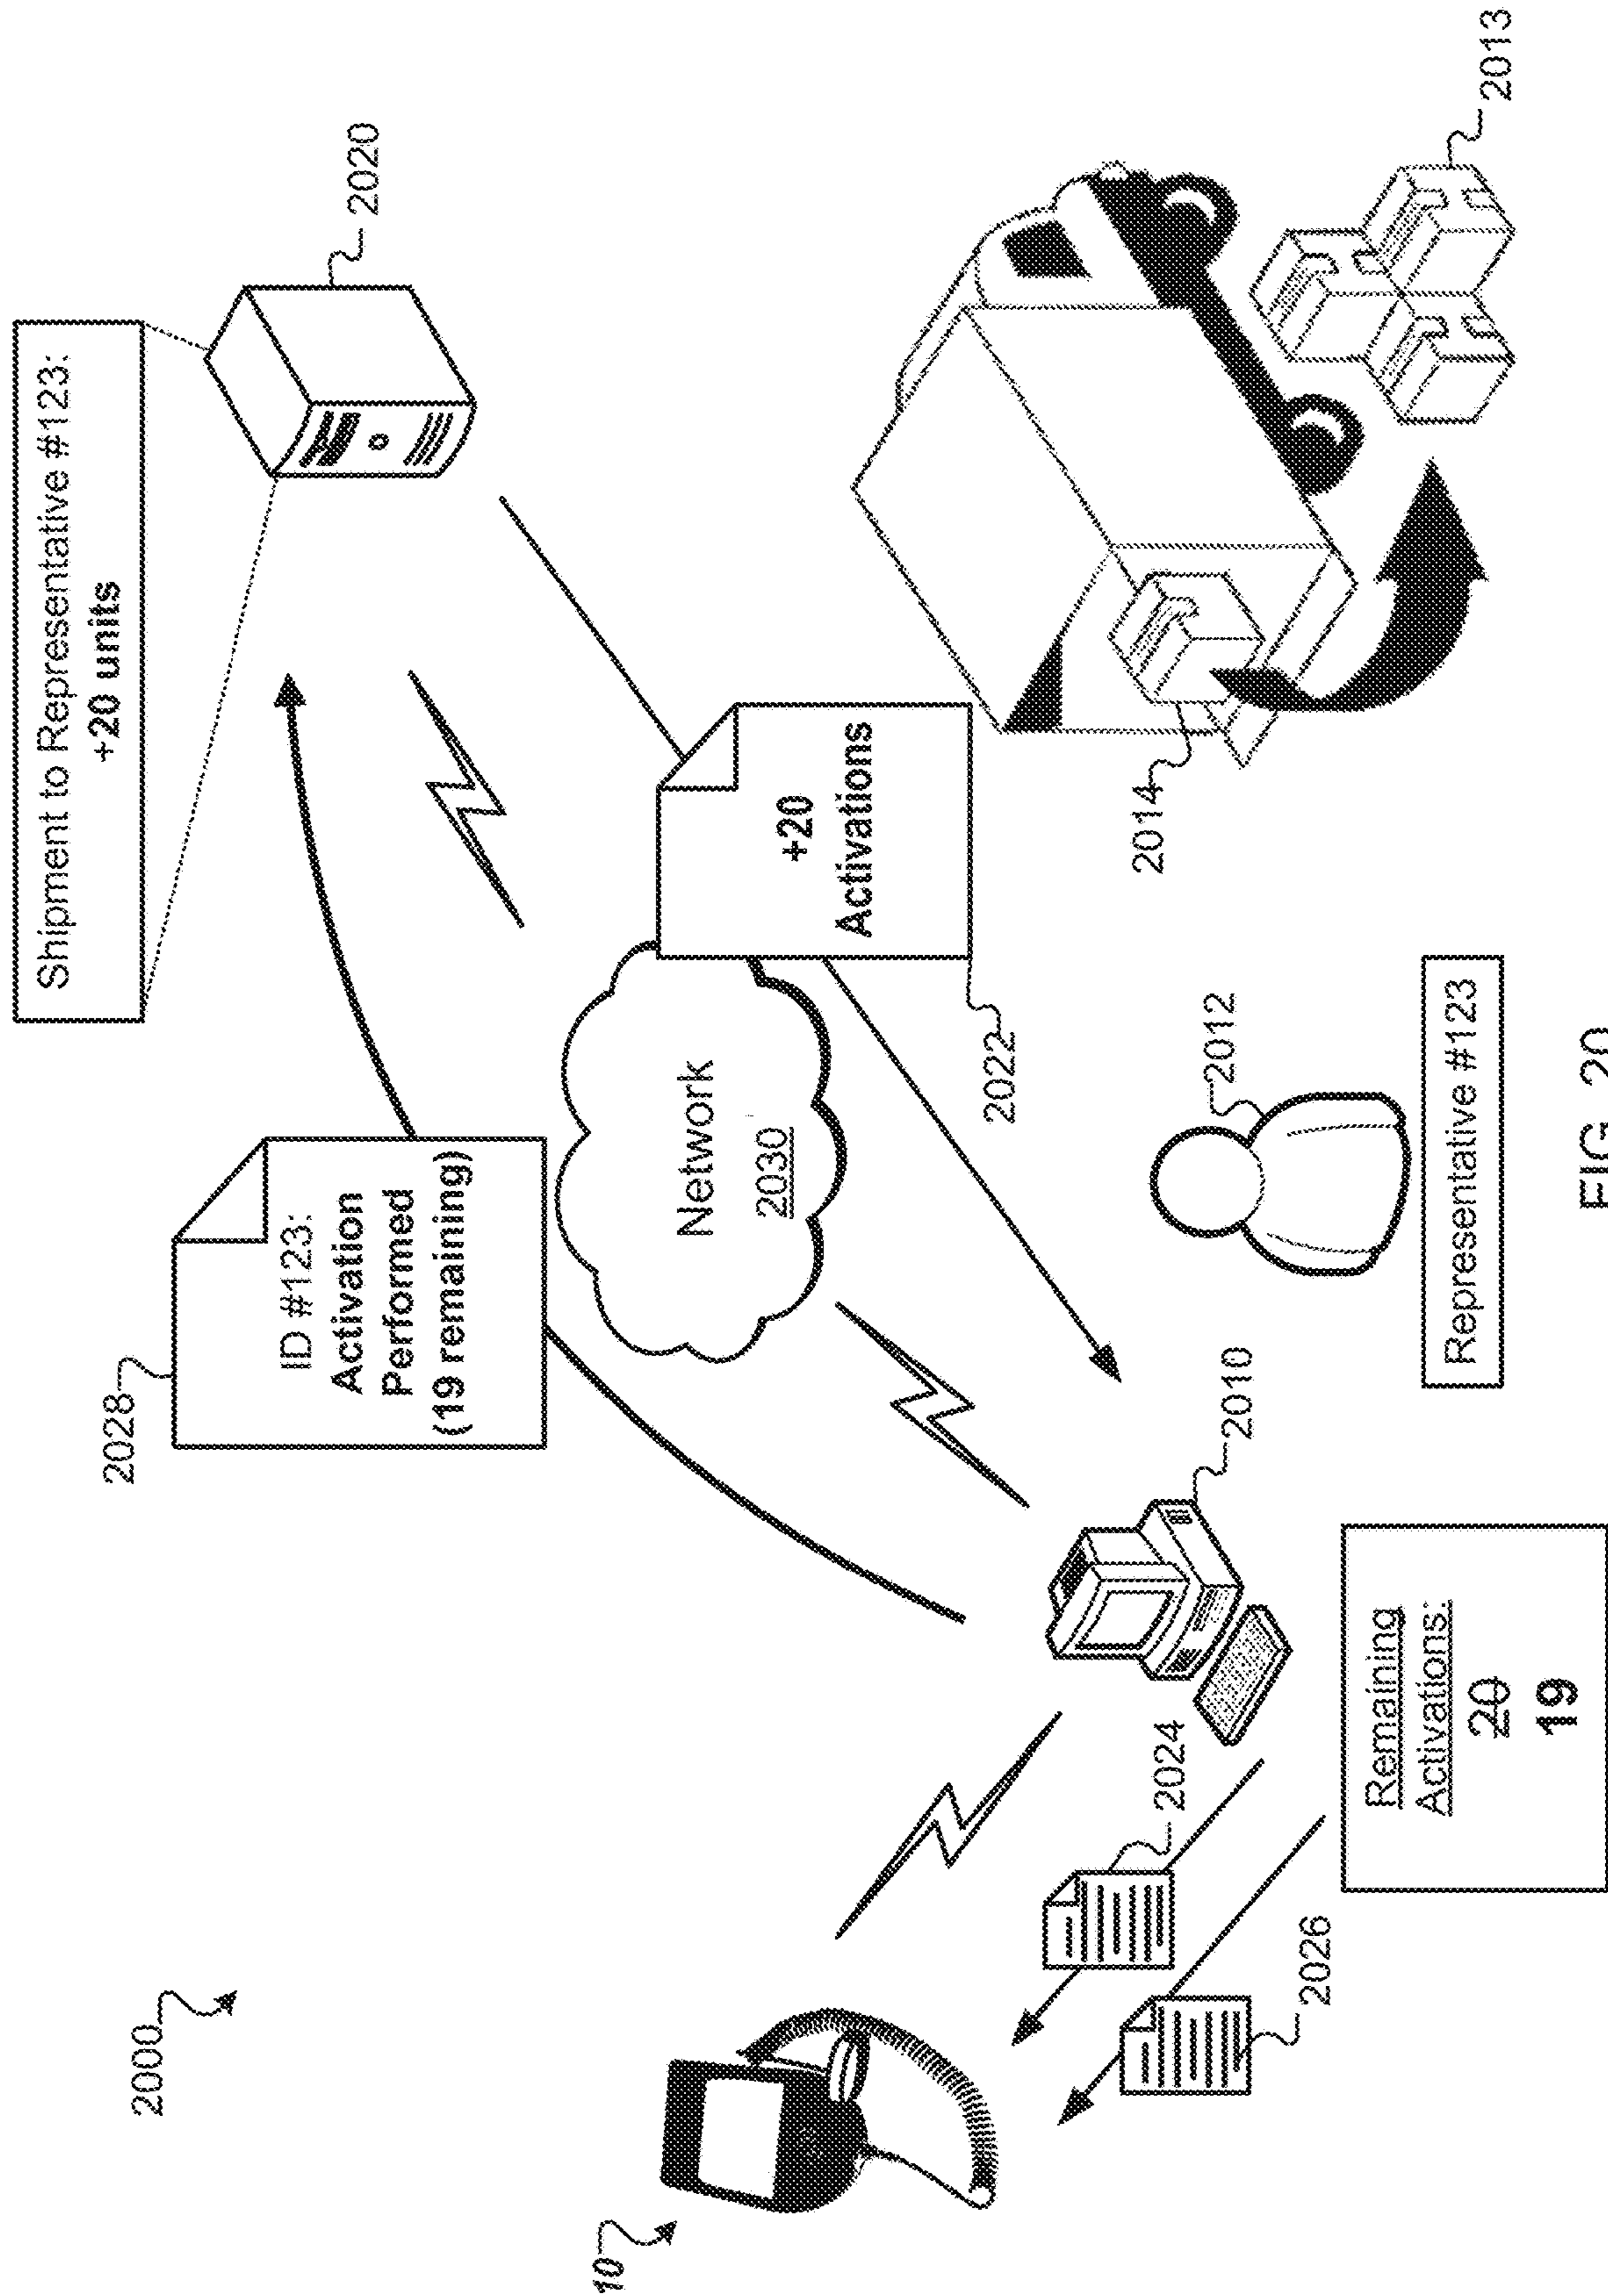 2000
Shipment to Representative #123:
+20 units
2020
2028
ID #123:
Activation
Performed
(19 remaining)
Network
2030
+20
Activations
2022
10
2010
2012
Representative #123
2014
2013
2024
2026
Remaining
Activations:
20
19
FIG. 20